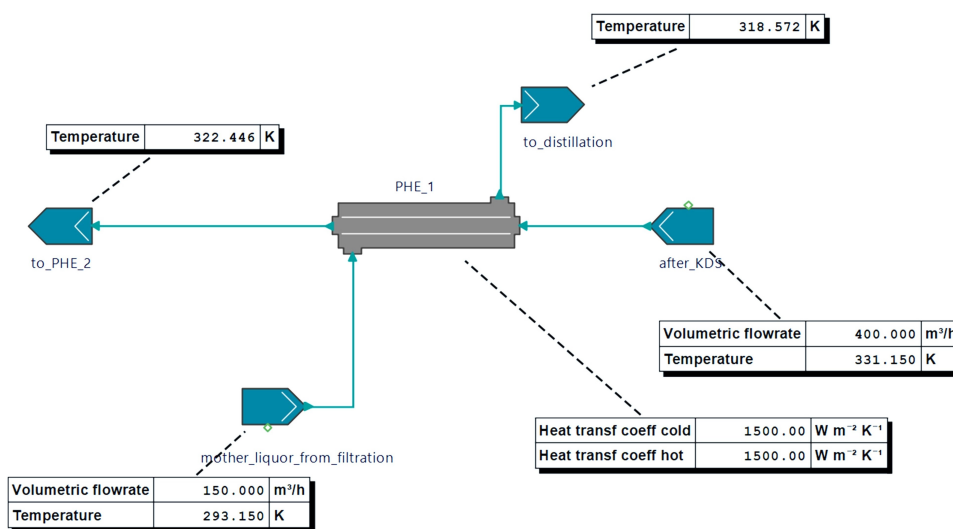 Temperature 318.572 K
to_distillation
Temperature 322.446 K
PHE_1
to_PHE_2
after_KDS
Volumetric flowrate 400.000 m³/h
Temperature 331.150 K
Heat transf coeff cold 1500.00 W m⁻² K⁻¹
Heat transf coeff hot 1500.00 W m⁻² K⁻¹
mother_liquor_from_filtration
Volumetric flowrate 150.000 m³/h
Temperature 293.150 K